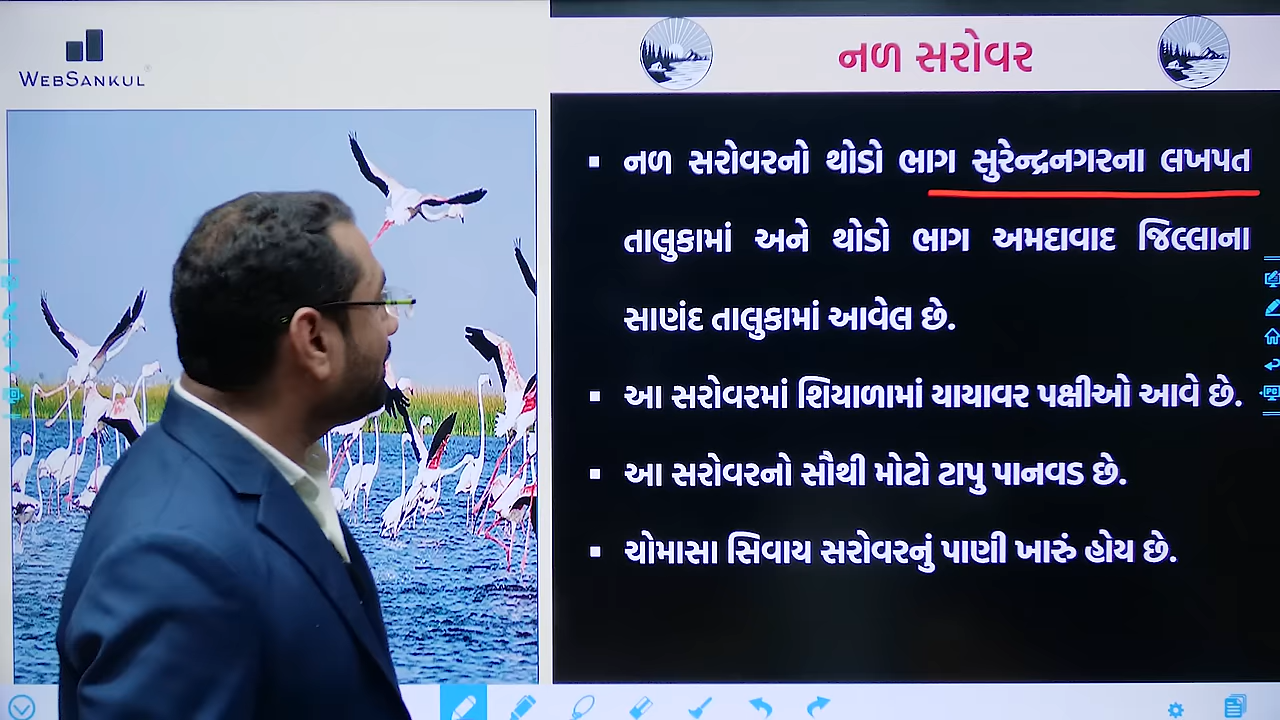 WEBSANKUL
નળ સરોવર
▪ નળ સરોવરનો થોડો ભાગ સુરેન્દ્રનગરના લખપત
તાલુકામાં અને થોડો ભાગ અમદાવાદ જિલ્લાના
સાણંદ તાલુકામાં આવેલ છે.
▪ આ સરોવરમાં શિયાળામાં યાયાવર પક્ષીઓ આવે છે.
▪ આ સરોવરનો સૌથી મોટો ટાપુ પાનવડ છે.
▪ ચોમાસા સિવાય સરોવરનું પાણી ખારું હોય છે.